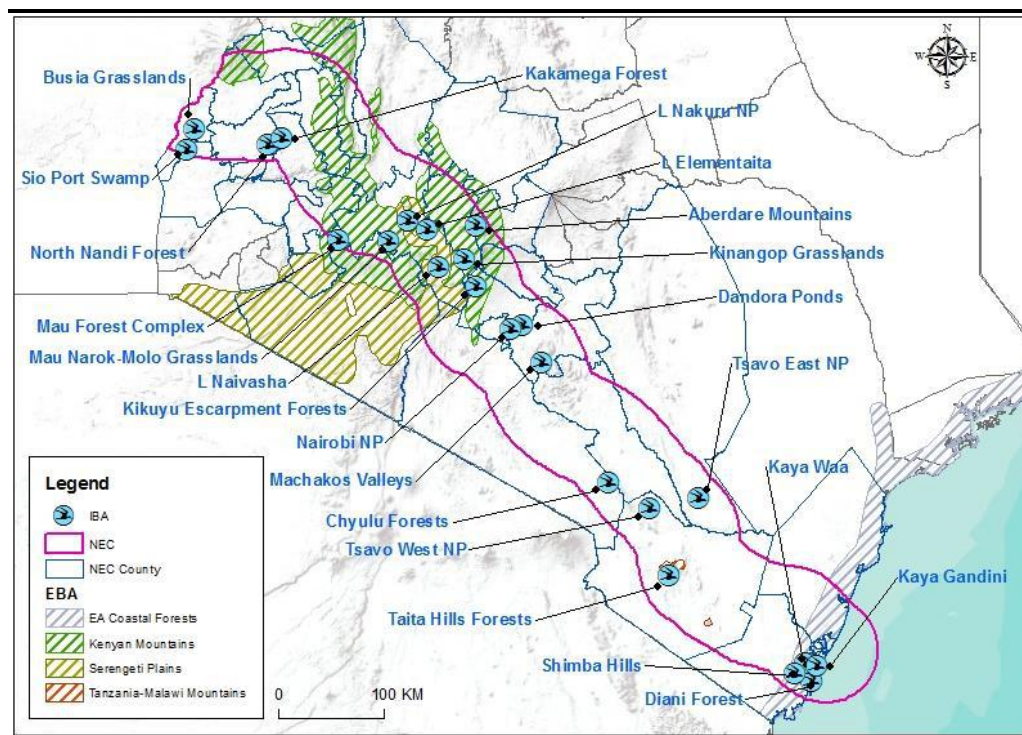 N
W E
S
Busia Grasslands
Kakamega Forest
L Nakuru NP
Sio Port Swamp
L Elementaita
Aberdare Mountains
North Nandi Forest
Kinangop Grasslands
Dandora Ponds
Mau Forest Complex
Mau Narok-Molo Grasslands
Tsavo East NP
L Naivasha
Kikuyu Escarpment Forests
Nairobi NP
Kaya Waa
Machakos Valleys
Chyulu Forests
Tsavo West NP
Kaya Gandini
Taita Hills Forests
Shimba Hills
Diani Forest
Legend
IBA
NEC
NEC County
EBA
EA Coastal Forests
Kenyan Mountains
Serengeti Plains
Tanzania-Malawi Mountains
0 100 KM